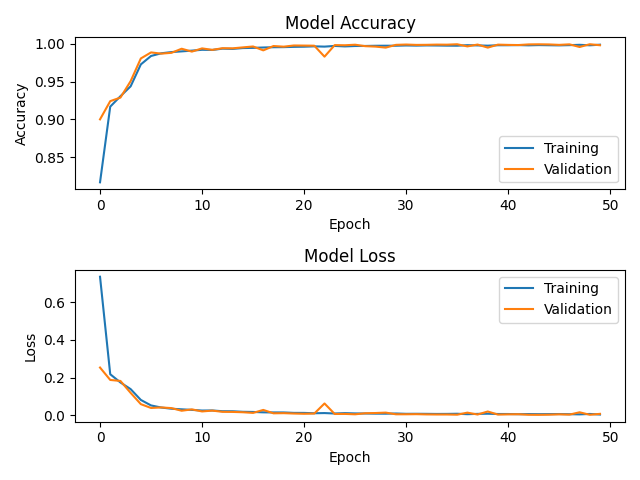 Model Accuracy
1.00
0.95
0.90
0.85
Accuracy
Training
Validation
0 10 20 30 40 50
Epoch
Model Loss
0.6
0.4
0.2
0.0
Loss
Training
Validation
0 10 20 30 40 50
Epoch